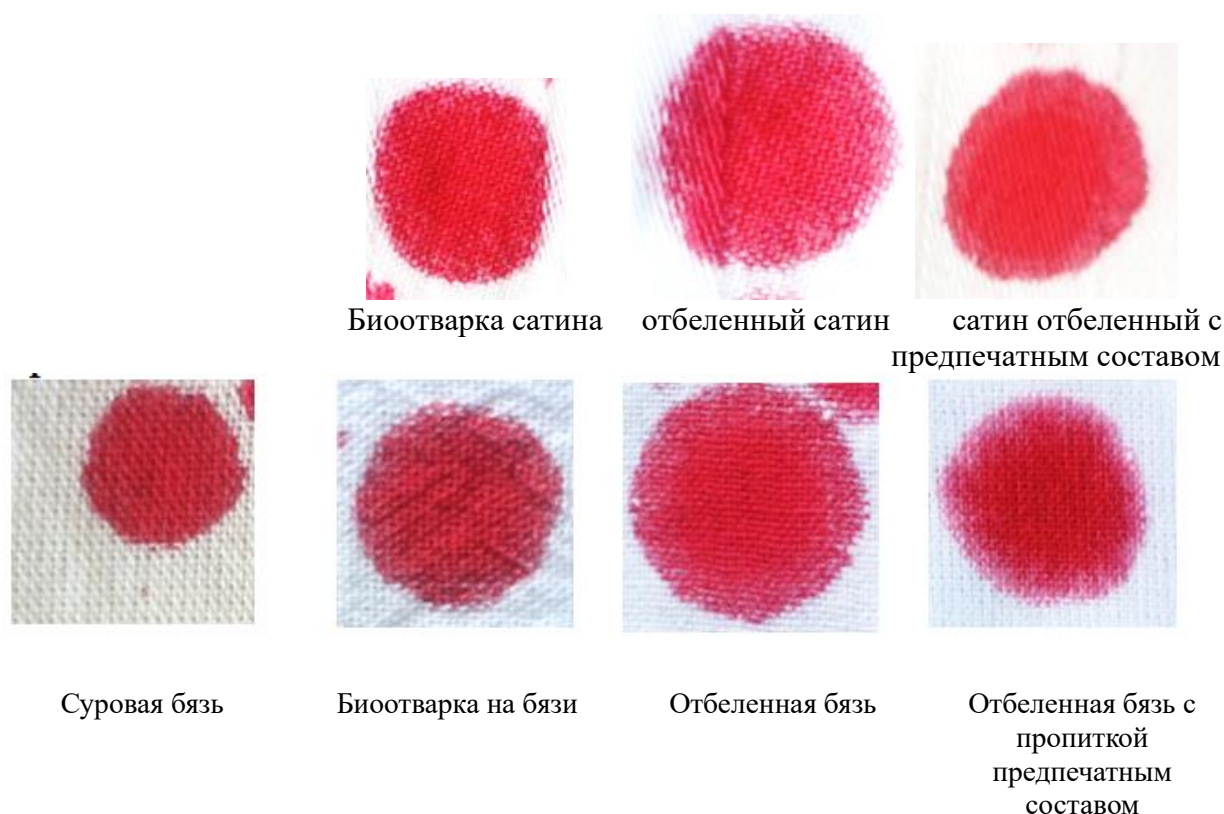 Биоотварка сатина
отбеленный сатин
сатин отбеленный с
предпечатным составом
Суровая бязь
Биоотварка на бязи
Отбеленная бязь
Отбеленная бязь с
пропиткой
предпечатным
составом